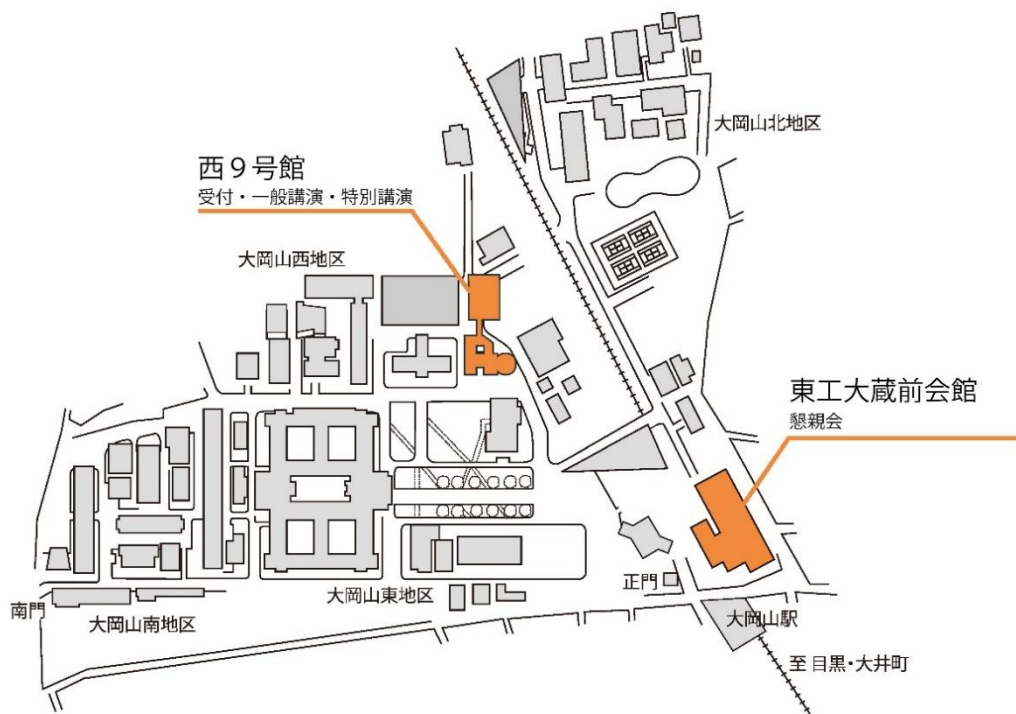 大岡山北地区
西９号館
受付・一般講演・特別講演
大岡山西地区
東工大蔵前会館
懇親会
正門
大岡山東地区
南門
大岡山南地区
大岡山駅
至 目黒・大井町